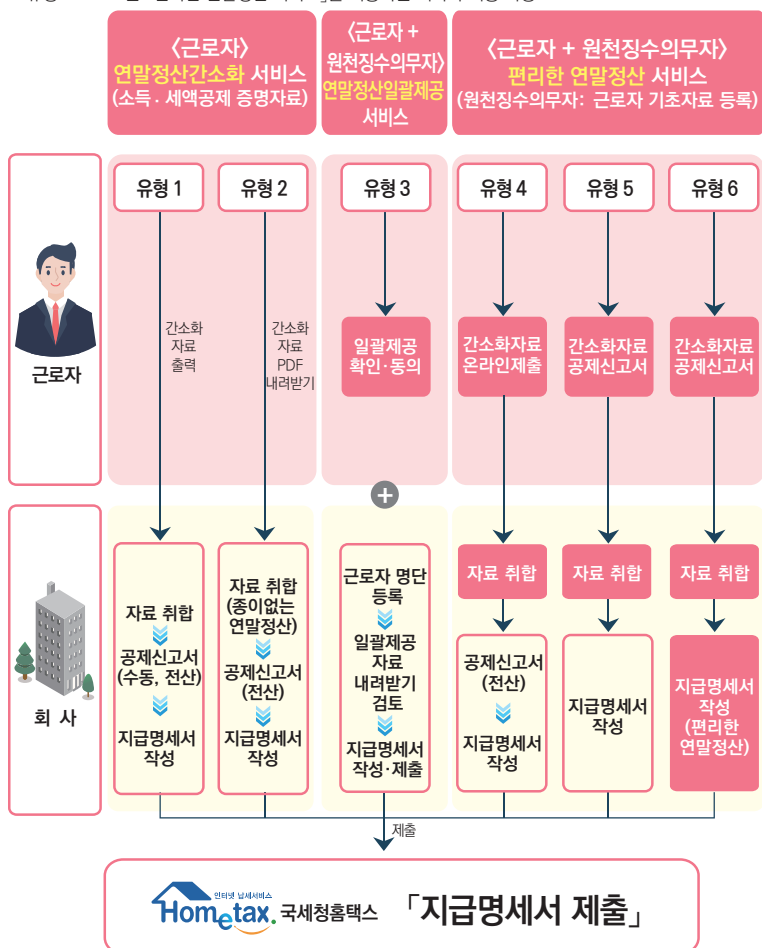 〈근로자〉
연말정산간소화 서비스
(소득 · 세액공제 증명자료)
〈근로자 +
원천징수의무자〉
연말정산일괄제공
서비스
〈근로자 + 원천징수의무자〉
편리한 연말정산 서비스
(원천징수의무자: 근로자 기초자료 등록)
근로자
유형 1
유형 2
유형 3
유형 4
유형 5
유형 6
간소화
자료
출력
간소화
자료
PDF
내려받기
일괄제공
확인·동의
간소화자료
온라인제출
간소화자료
공제신고서
간소화자료
공제신고서
+
회 사
자료 취합
공제신고서
(수동, 전산)
지급명세서
작성
자료 취합
(종이없는
연말정산)
공제신고서
(전산)
지급명세서
작성
근로자 명단
등록
일괄제공
자료
내려받기
검토
지급명세서
작성·제출
자료 취합
공제신고서
(전산)
지급명세서
작성
자료 취합
지급명세서
작성
자료 취합
지급명세서
작성
(편리한
연말정산)
제출
인터넷 납세서비스
Hometax. 국세청홈택스 「지급명세서 제출」